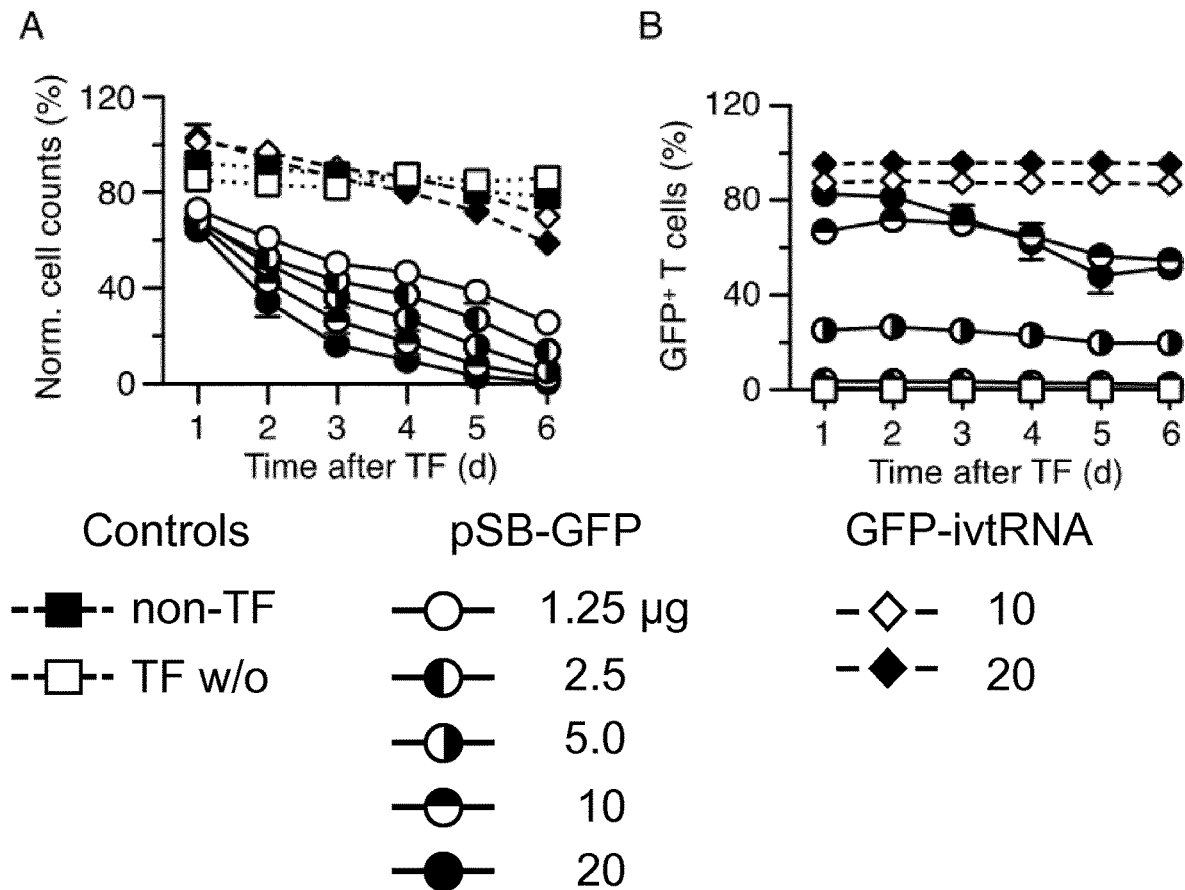 A
B
Norm. cell counts (%)
120
80
40
0
1 2 3 4 5 6
Time after TF (d)
GFP+ T cells (%)
120
80
40
0
1 2 3 4 5 6
Time after TF (d)
Controls
non-TF
TF w/o
pSB-GFP
1.25 µg
2.5
5.0
10
20
GFP-ivtRNA
10
20